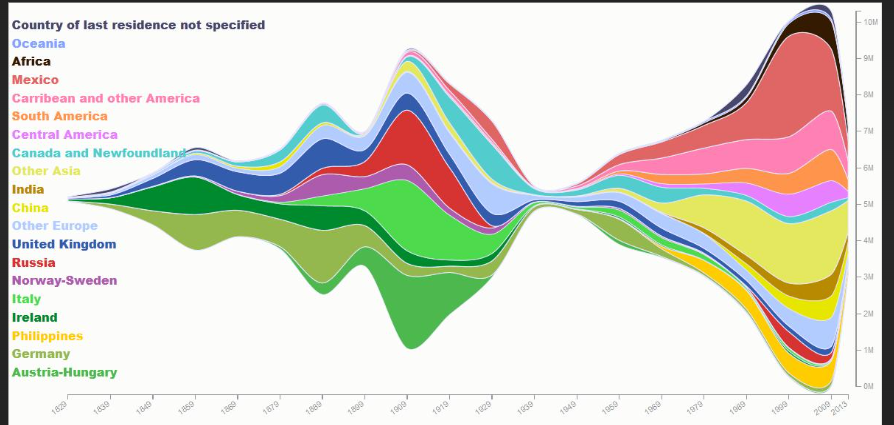 Country of last residence not specified
Oceania
Africa
Mexico
Carribean and other America
South America
Central America
Canada and Newfoundland
Other Asia
India
China
Other Europe
United Kingdom
Russia
Norway-Sweden
Italy
Ireland
Philippines
Germany
Austria-Hungary
10M
9M
8M
7M
6M
5M
4M
3M
2M
1M
0M
1829 1839 1849 1859 1869 1879 1889 1899 1909 1919 1929 1939 1949 1959 1969 1979 1989 1999 2009 2013